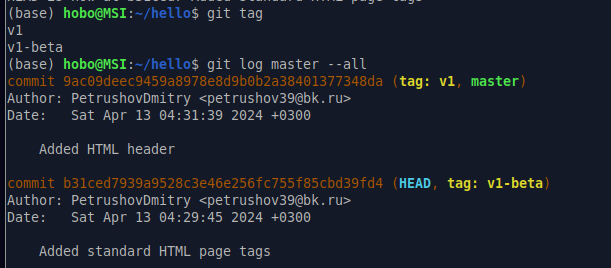 (base) hobo@MSI:~/hello$ git tag
v1
v1-beta
(base) hobo@MSI:~/hello$ git log master --all
commit 9ac09deec9459a8978e8d9b0b2a38401377348da (tag: v1, master)
Author: PetrushovDmitry <petrushov39@bk.ru>
Date:   Sat Apr 13 04:31:39 2024 +0300
    Added HTML header
commit b31ced7939a9528c3e46e256fc755f85cbd39fd4 (HEAD, tag: v1-beta)
Author: PetrushovDmitry <petrushov39@bk.ru>
Date:   Sat Apr 13 04:29:45 2024 +0300
    Added standard HTML page tags